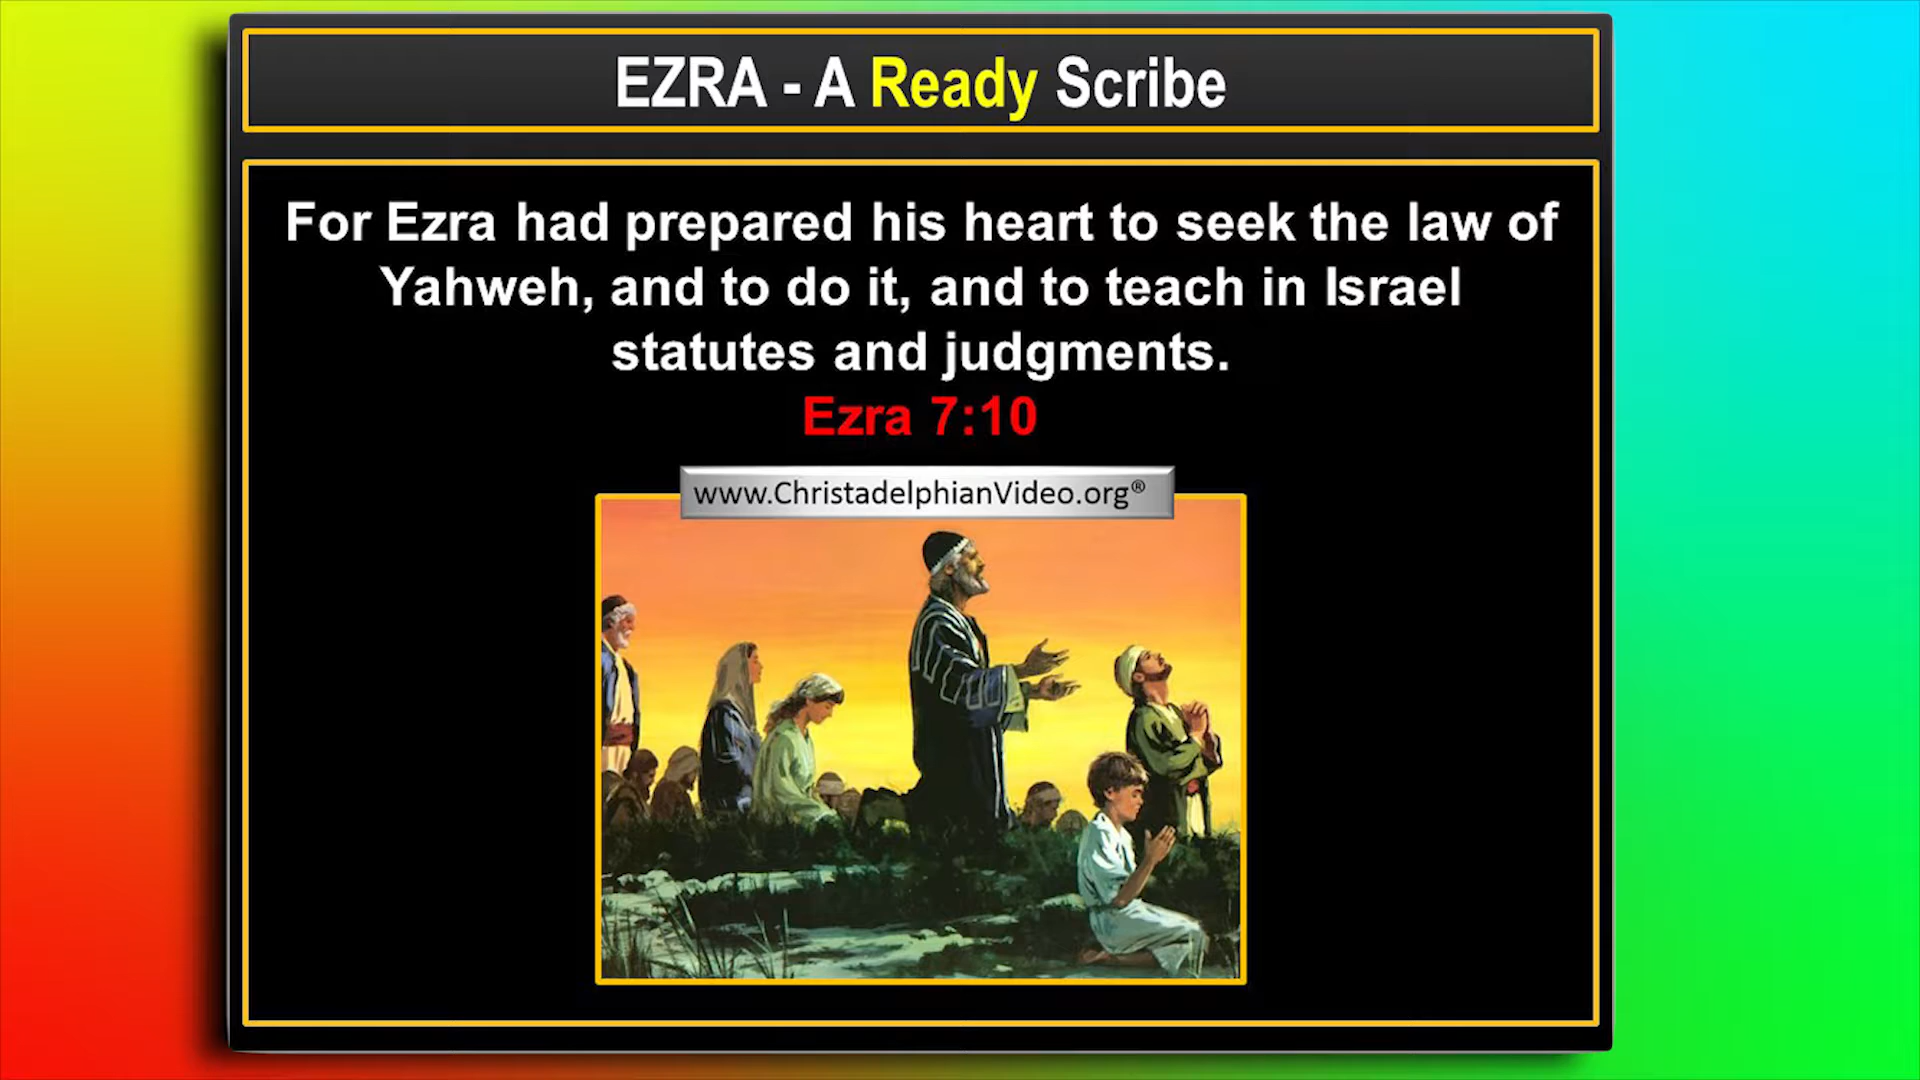 EZRA - A Ready Scribe
For Ezra had prepared his heart to seek the law of
Yahweh, and to do it, and to teach in Israel
statutes and judgments.
Ezra 7:10
www.ChristadelphianVideo.org®